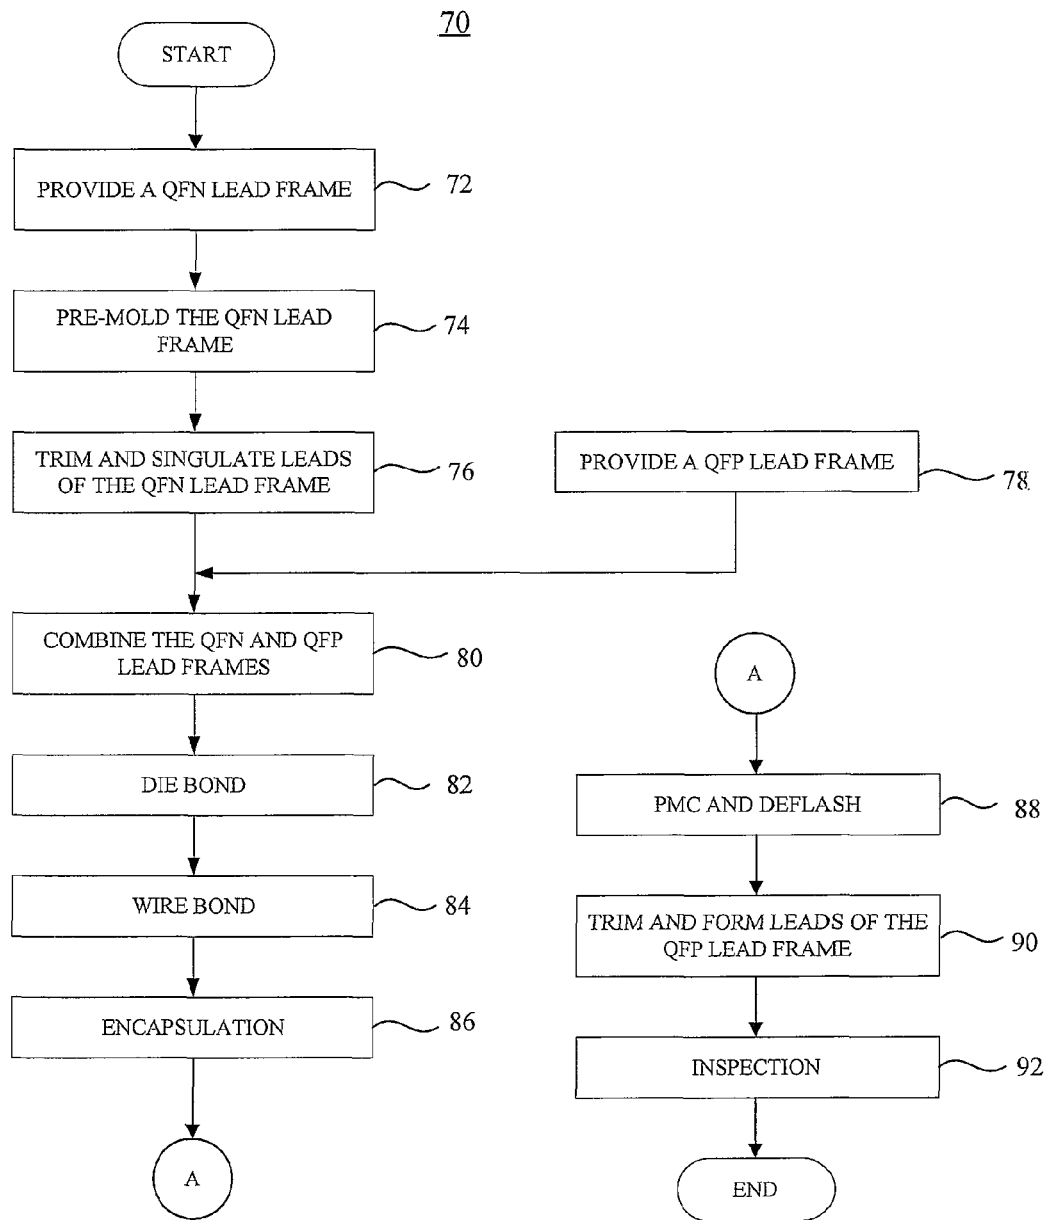 70
START
PROVIDE A QFN LEAD FRAME
72
PRE-MOLD THE QFN LEAD
FRAME
74
TRIM AND SINGULATE LEADS
OF THE QFN LEAD FRAME
76
PROVIDE A QFP LEAD FRAME
78
COMBINE THE QFN AND QFP
LEAD FRAMES
80
DIE BOND
82
WIRE BOND
84
ENCAPSULATION
86
A
A
PMC AND DEFLASH
88
TRIM AND FORM LEADS OF THE
QFP LEAD FRAME
90
INSPECTION
92
END